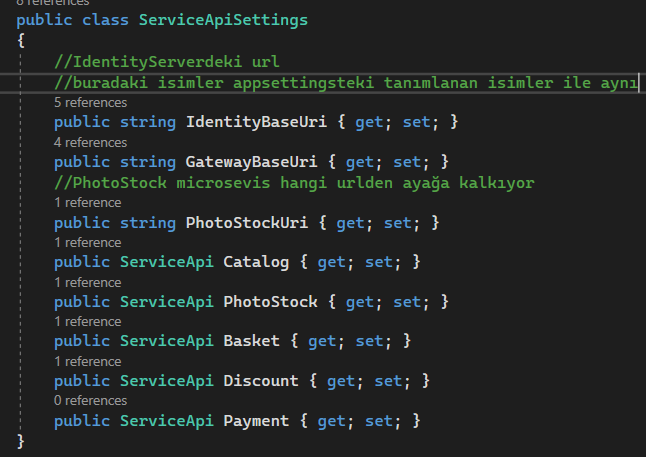 8 references
public class ServiceApiSettings
{
//IdentityServerdeki url
//buradaki isimler appsettingsteki tanımlanan isimler ile aynı
5 references
public string IdentityBaseUri { get; set; }
4 references
public string GatewayBaseUri { get; set; }
//PhotoStock microsevis hangi urlden ayağa kalkıyor
1 reference
public string PhotoStockUri { get; set; }
1 reference
public ServiceApi Catalog { get; set; }
1 reference
public ServiceApi PhotoStock { get; set; }
1 reference
public ServiceApi Basket { get; set; }
1 reference
public ServiceApi Discount { get; set; }
0 references
public ServiceApi Payment { get; set; }
}